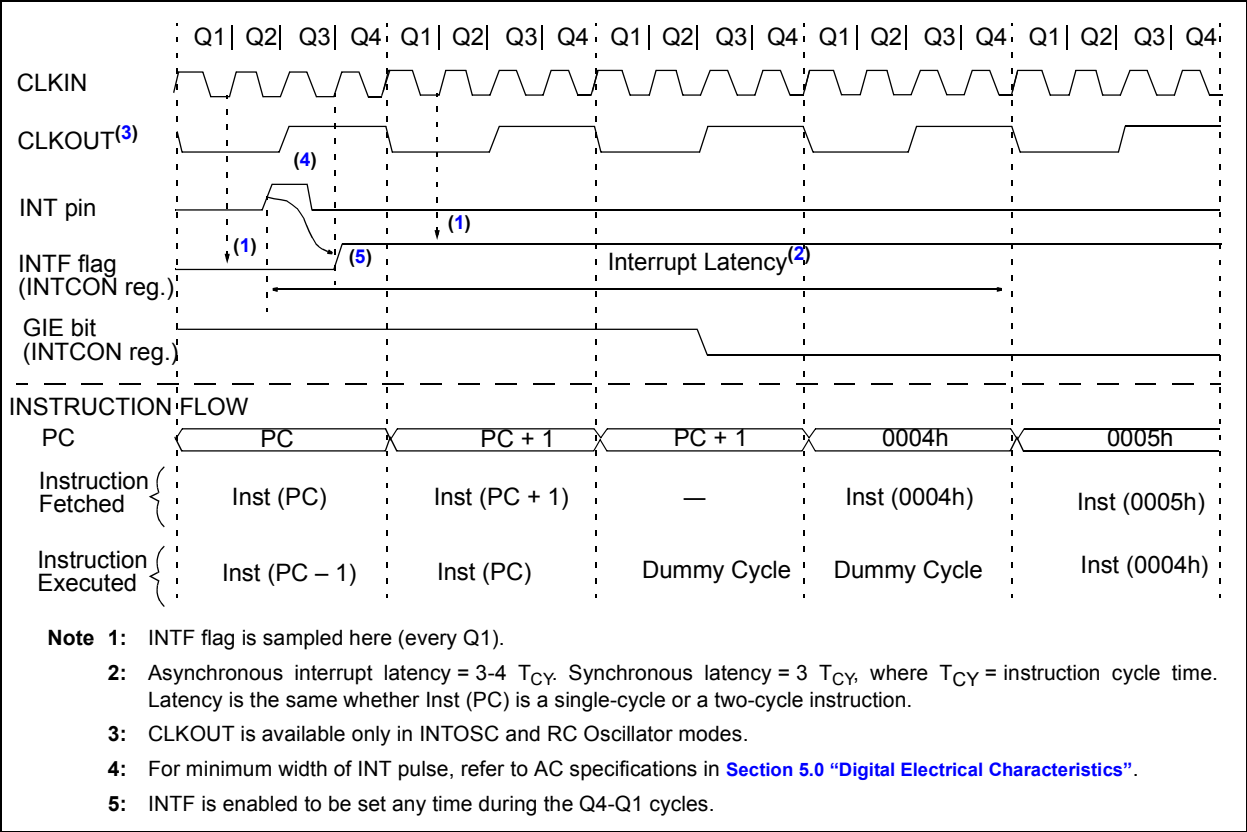 Q1| Q2| Q3| Q4 Q1| Q2| Q3| Q4 Q1| Q2| Q3| Q4 Q1| Q2| Q3| Q4 Q1| Q2| Q3| Q4
CLKIN
CLKOUT(3)
(4)
INT pin
(1)
(1)
(5)
INTF flag
(INTCON reg.)
Interrupt Latency(2)
GIE bit
(INTCON reg.)
INSTRUCTION FLOW
PC PC PC + 1 PC + 1 0004h 0005h
Instruction
Fetched
Inst (PC) Inst (PC + 1) — Inst (0004h) Inst (0005h)
Instruction
Executed
Inst (PC – 1) Inst (PC) Dummy Cycle Dummy Cycle Inst (0004h)
Note 1: INTF flag is sampled here (every Q1).
2: Asynchronous interrupt latency = 3-4 TCY. Synchronous latency = 3 TCY, where TCY = instruction cycle time.
Latency is the same whether Inst (PC) is a single-cycle or a two-cycle instruction.
3: CLKOUT is available only in INTOSC and RC Oscillator modes.
4: For minimum width of INT pulse, refer to AC specifications in Section 5.0 “Digital Electrical Characteristics”.
5: INTF is enabled to be set any time during the Q4-Q1 cycles.